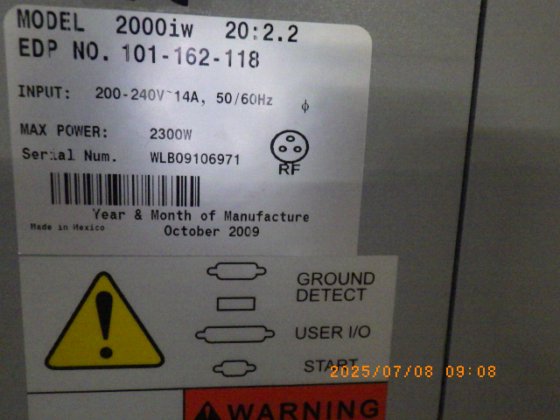 MODEL 2000iw 20:2.2
EDP NO. 101-162-118
INPUT: 200-240V~14A, 50/60Hz ϕ
MAX POWER: 2300W
Serial Num. WLB09106971
RF
Year & Month of Manufacture
Made in Mexico
October 2009
GROUND
DETECT
USER I/O
START
2025/07/08 09:08
WARNING